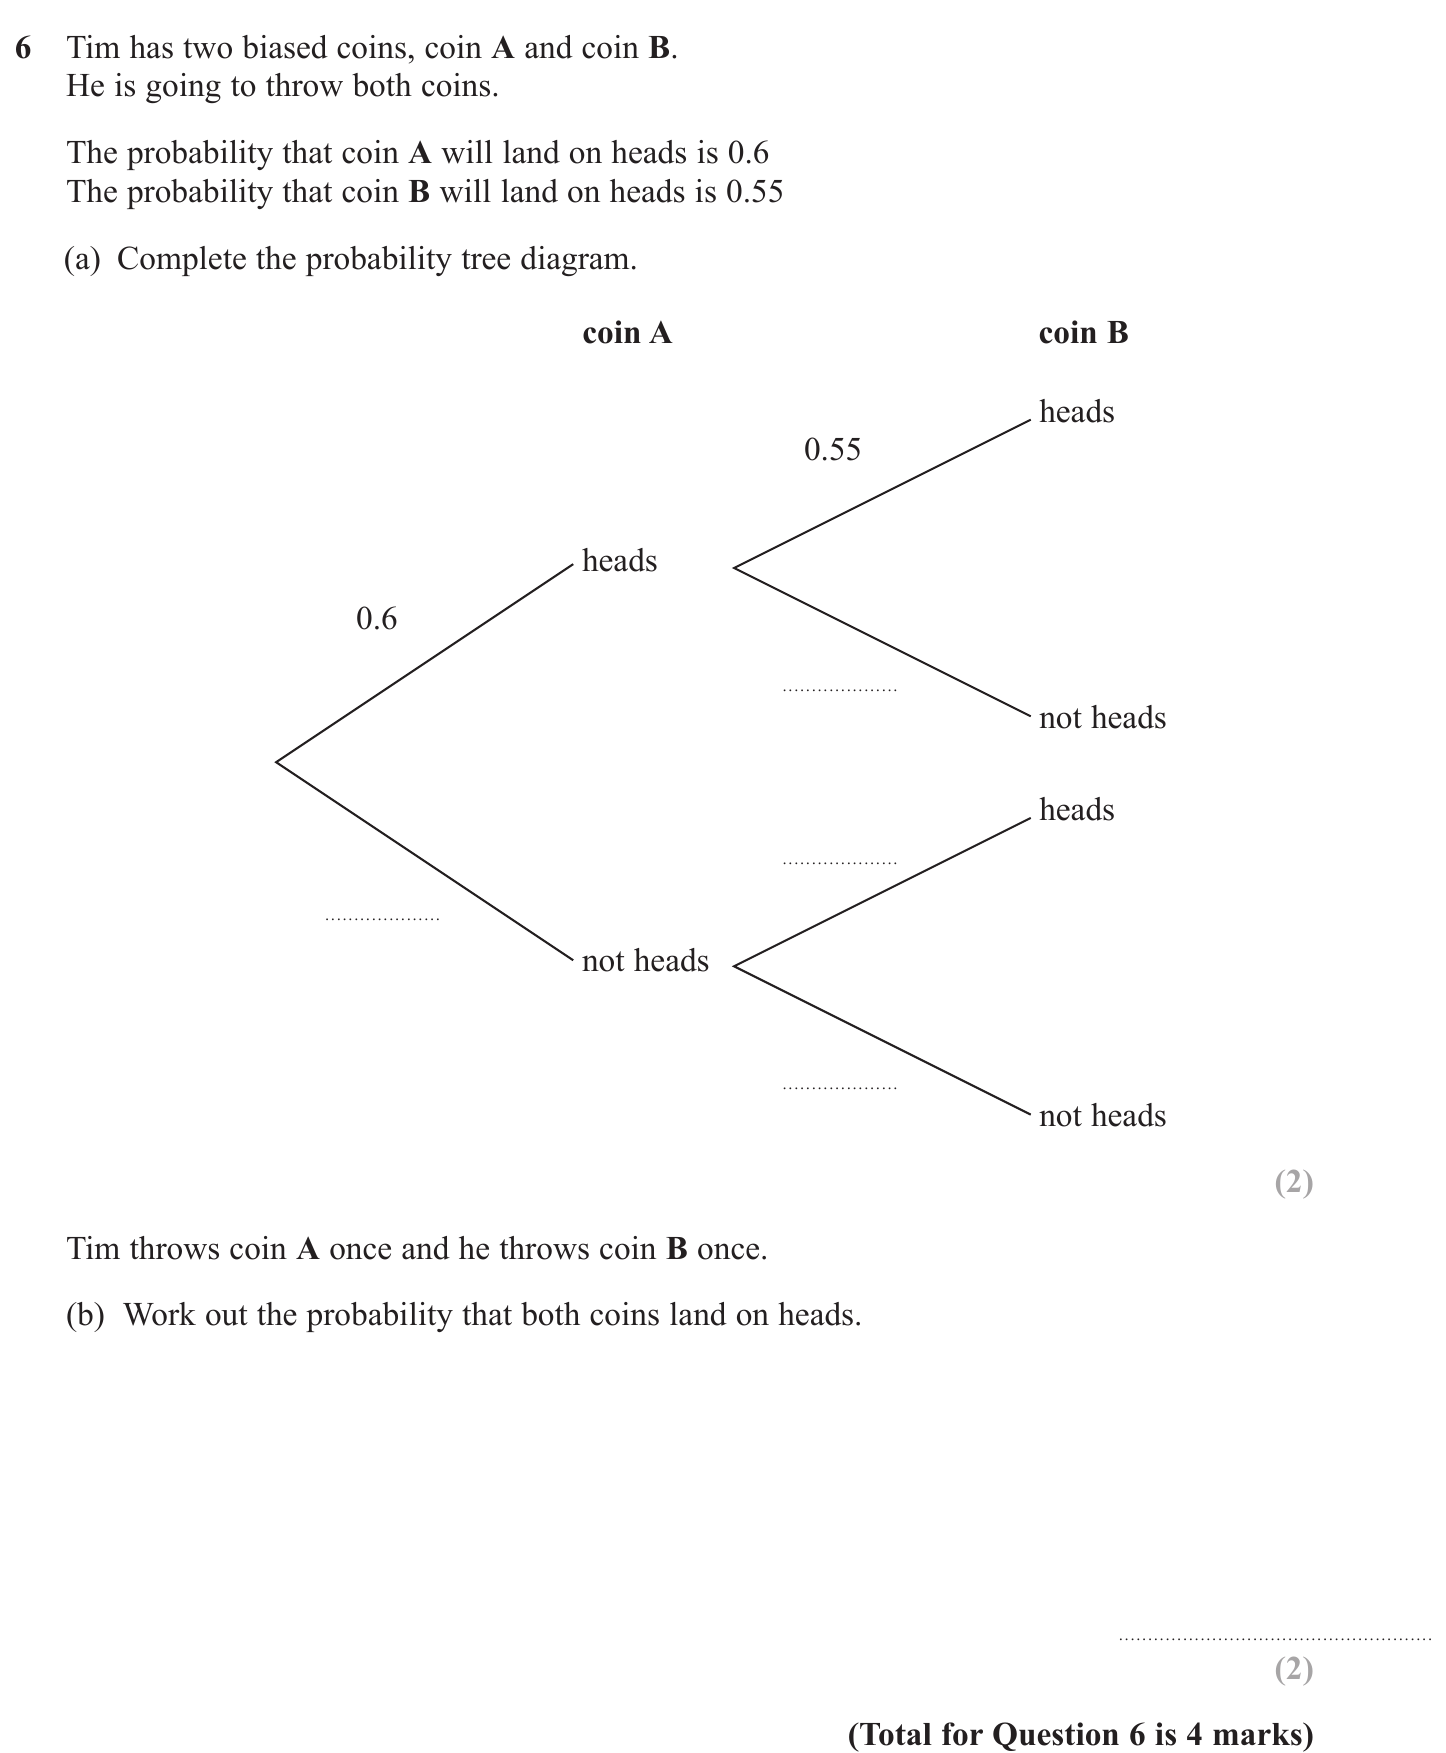 6 Tim has two biased coins, coin A and coin B.
He is going to throw both coins.
The probability that coin A will land on heads is 0.6
The probability that coin B will land on heads is 0.55
(a) Complete the probability tree diagram.
coin A coin B
heads
0.55
heads
0.6
not heads
heads
not heads
not heads
(2)
Tim throws coin A once and he throws coin B once.
(b) Work out the probability that both coins land on heads.
(2)
(Total for Question 6 is 4 marks)